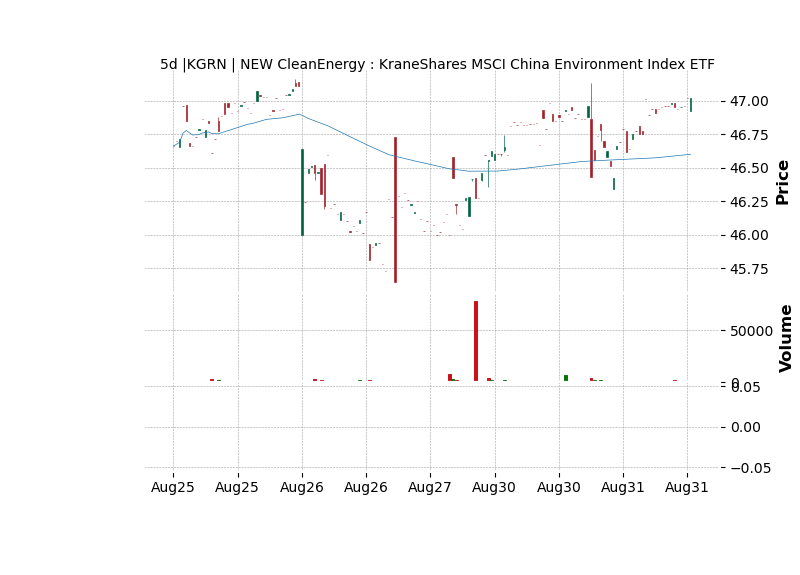 5d |KGRN | NEW CleanEnergy : KraneShares MSCI China Environment Index ETF
47.00
46.75
46.50
46.25
46.00
45.75
Price
50000
0
Volume
0.05
0.00
−0.05
Aug25 Aug25 Aug26 Aug26 Aug27 Aug30 Aug30 Aug31 Aug31